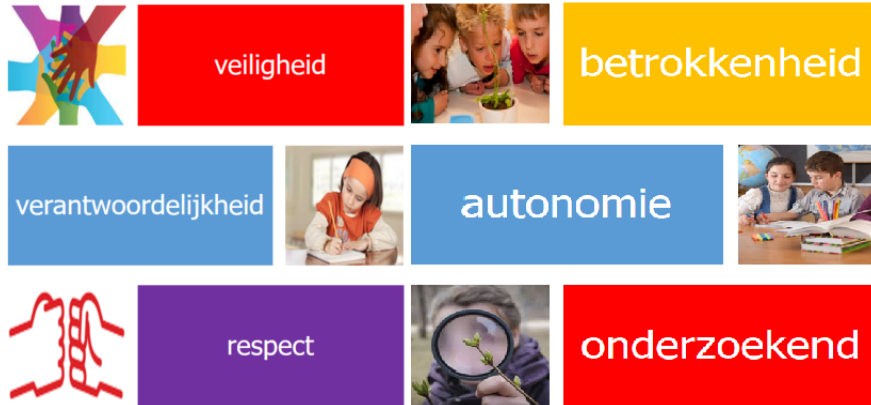 veiligheid
betrokkenheid
verantwoordelijkheid
autonomie
respect
onderzoekend